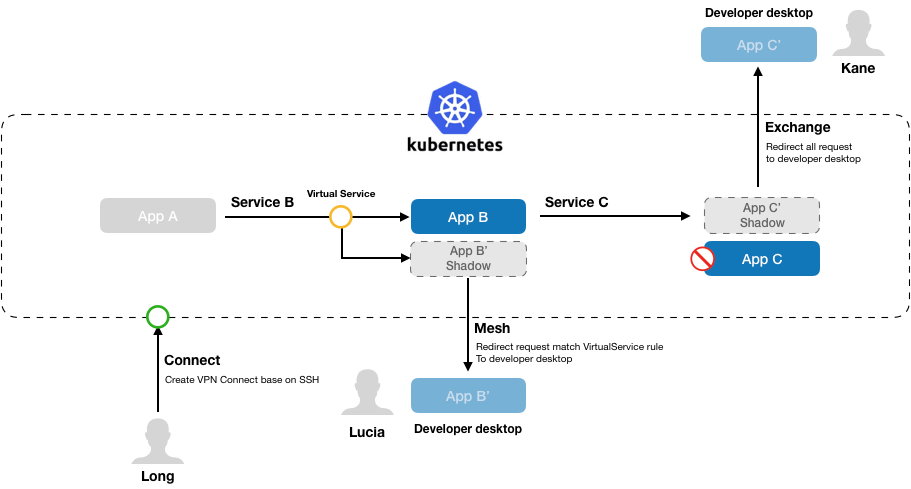 Developer desktop
App C’
Kane
kubernetes
Exchange
Redirect all request
to developer desktop
App A
Service B
Virtual Service
App B
App B’
Shadow
Service C
App C’
Shadow
App C
Mesh
Redirect request match VirtualService rule
To developer desktop
Connect
Create VPN Connect base on SSH
Long
Lucia
App B’
Developer desktop